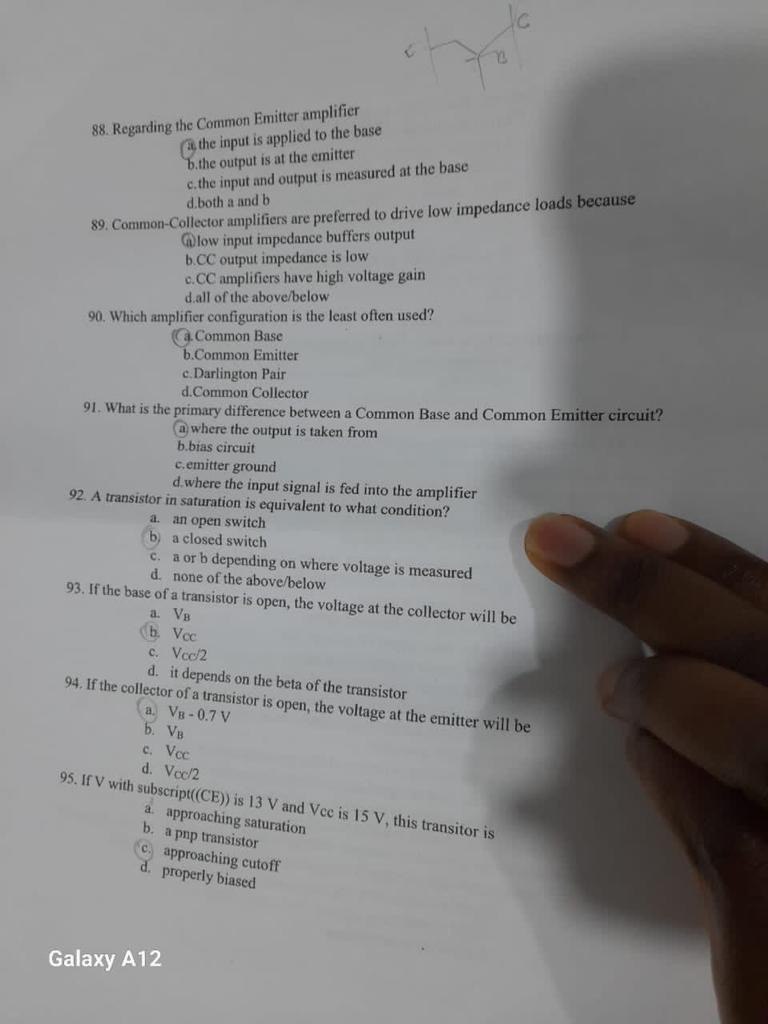 C
C
B
88. Regarding the Common Emitter amplifier
a.the input is applied to the base
b.the output is at the emitter
c.the input and output is measured at the base
d.both a and b
89. Common-Collector amplifiers are preferred to drive low impedance loads because
a.low input impedance buffers output
b.CC output impedance is low
c.CC amplifiers have high voltage gain
d.all of the above/below
90. Which amplifier configuration is the least often used?
a.Common Base
b.Common Emitter
c.Darlington Pair
d.Common Collector
91. What is the primary difference between a Common Base and Common Emitter circuit?
a where the output is taken from
b.bias circuit
c.emitter ground
d.where the input signal is fed into the amplifier
92. A transistor in saturation is equivalent to what condition?
a. an open switch
b) a closed switch
c. a or b depending on where voltage is measured
d. none of the above/below
93. If the base of a transistor is open, the voltage at the collector will be
a. VB
b. VCC
c. VCC/2
d. it depends on the beta of the transistor
94. If the collector of a transistor is open, the voltage at the emitter will be
a. VB - 0.7 V
b. VB
c. VCC
d. VCC/2
95. If V with subscript((CE)) is 13 V and Vcc is 15 V, this transitor is
a. approaching saturation
b. a pnp transistor
c. approaching cutoff
d. properly biased
Galaxy A12